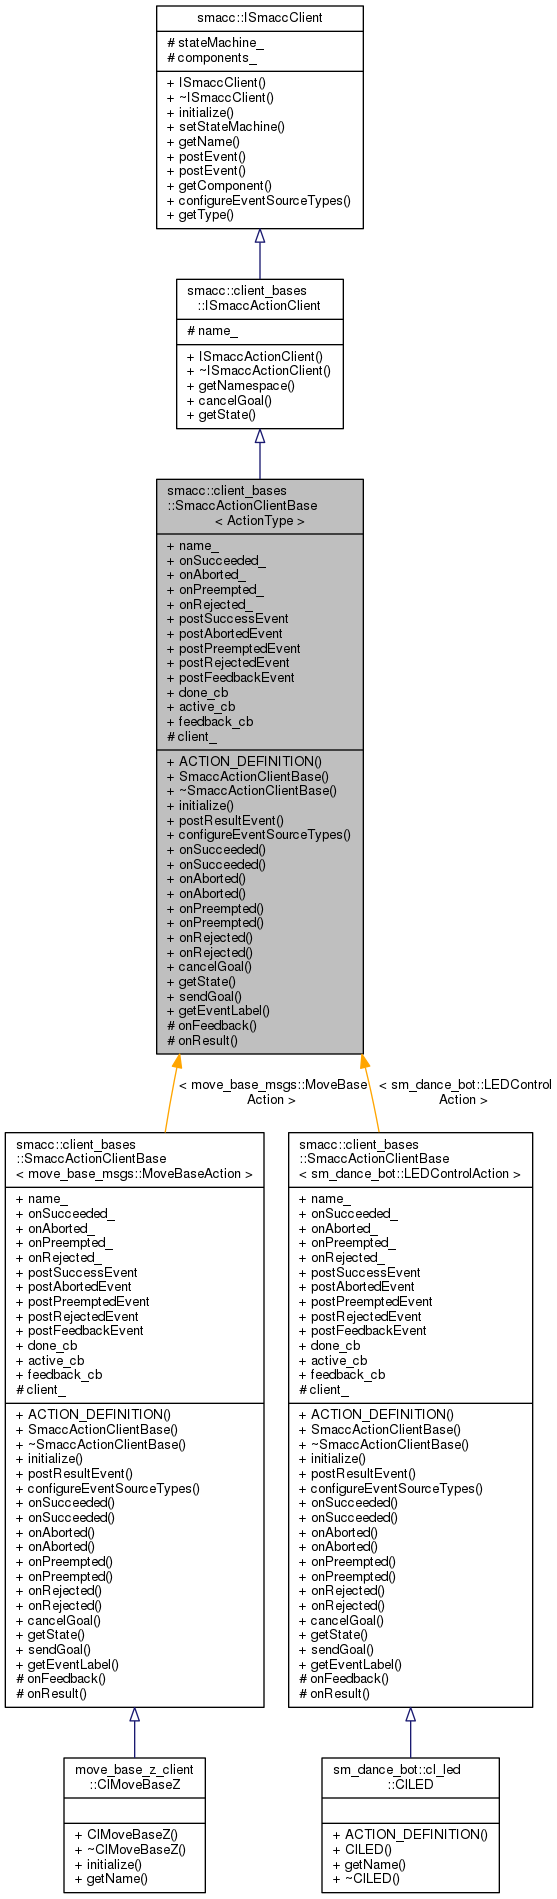 smacc::ISmaccClient
# stateMachine_
# components_
+ ISmaccClient()
+ ~ISmaccClient()
+ initialize()
+ setStateMachine()
+ getName()
+ postEvent()
+ postEvent()
+ getComponent()
+ configureEventSourceTypes()
+ getType()
smacc::client_bases
::ISmaccActionClient
# name_
+ ISmaccActionClient()
+ ~ISmaccActionClient()
+ getNamespace()
+ cancelGoal()
+ getState()
smacc::client_bases
::SmaccActionClientBase
< ActionType >
+ name_
+ onSucceeded_
+ onAborted_
+ onPreempted_
+ onRejected_
+ postSuccessEvent
+ postAbortedEvent
+ postPreemptedEvent
+ postRejectedEvent
+ postFeedbackEvent
+ done_cb
+ active_cb
+ feedback_cb
# client_
+ ACTION_DEFINITION()
+ SmaccActionClientBase()
+ ~SmaccActionClientBase()
+ initialize()
+ postResultEvent()
+ configureEventSourceTypes()
+ onSucceeded()
+ onSucceeded()
+ onAborted()
+ onAborted()
+ onPreempted()
+ onPreempted()
+ onRejected()
+ onRejected()
+ cancelGoal()
+ getState()
+ sendGoal()
+ getEventLabel()
# onFeedback()
# onResult()
< move_base_msgs::MoveBase
Action >
< sm_dance_bot::LEDControl
Action >
smacc::client_bases
::SmaccActionClientBase
< move_base_msgs::MoveBaseAction >
+ name_
+ onSucceeded_
+ onAborted_
+ onPreempted_
+ onRejected_
+ postSuccessEvent
+ postAbortedEvent
+ postPreemptedEvent
+ postRejectedEvent
+ postFeedbackEvent
+ done_cb
+ active_cb
+ feedback_cb
# client_
+ ACTION_DEFINITION()
+ SmaccActionClientBase()
+ ~SmaccActionClientBase()
+ initialize()
+ postResultEvent()
+ configureEventSourceTypes()
+ onSucceeded()
+ onSucceeded()
+ onAborted()
+ onAborted()
+ onPreempted()
+ onPreempted()
+ onRejected()
+ onRejected()
+ cancelGoal()
+ getState()
+ sendGoal()
+ getEventLabel()
# onFeedback()
# onResult()
smacc::client_bases
::SmaccActionClientBase
< sm_dance_bot::LEDControlAction >
+ name_
+ onSucceeded_
+ onAborted_
+ onPreempted_
+ onRejected_
+ postSuccessEvent
+ postAbortedEvent
+ postPreemptedEvent
+ postRejectedEvent
+ postFeedbackEvent
+ done_cb
+ active_cb
+ feedback_cb
# client_
+ ACTION_DEFINITION()
+ SmaccActionClientBase()
+ ~SmaccActionClientBase()
+ initialize()
+ postResultEvent()
+ configureEventSourceTypes()
+ onSucceeded()
+ onSucceeded()
+ onAborted()
+ onAborted()
+ onPreempted()
+ onPreempted()
+ onRejected()
+ onRejected()
+ cancelGoal()
+ getState()
+ sendGoal()
+ getEventLabel()
# onFeedback()
# onResult()
move_base_z_client
::ClMoveBaseZ
+ ClMoveBaseZ()
+ ~ClMoveBaseZ()
+ initialize()
+ getName()
sm_dance_bot::cl_led
::ClLED
+ ACTION_DEFINITION()
+ ClLED()
+ getName()
+ ~ClLED()